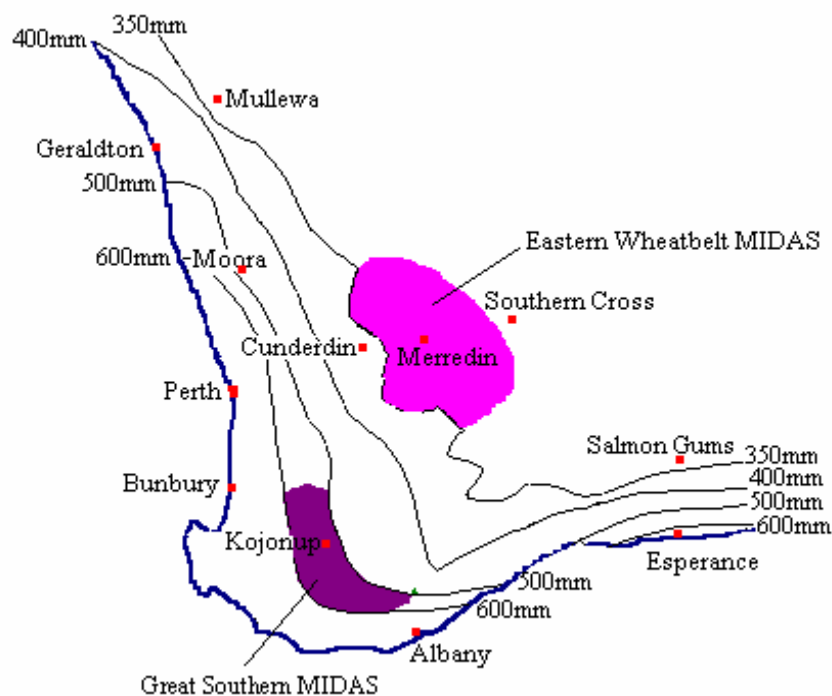 350mm
400mm
Mullewa
Geraldton
500mm
Eastern Wheatbelt MIDAS
600mm
Moora
Southern Cross
Cunderdin
Merredin
Perth
Salmon Gums
350mm
400mm
Bunbury
500mm
600mm
Kojonup
Esperance
500mm
600mm
Albany
Great Southern MIDAS